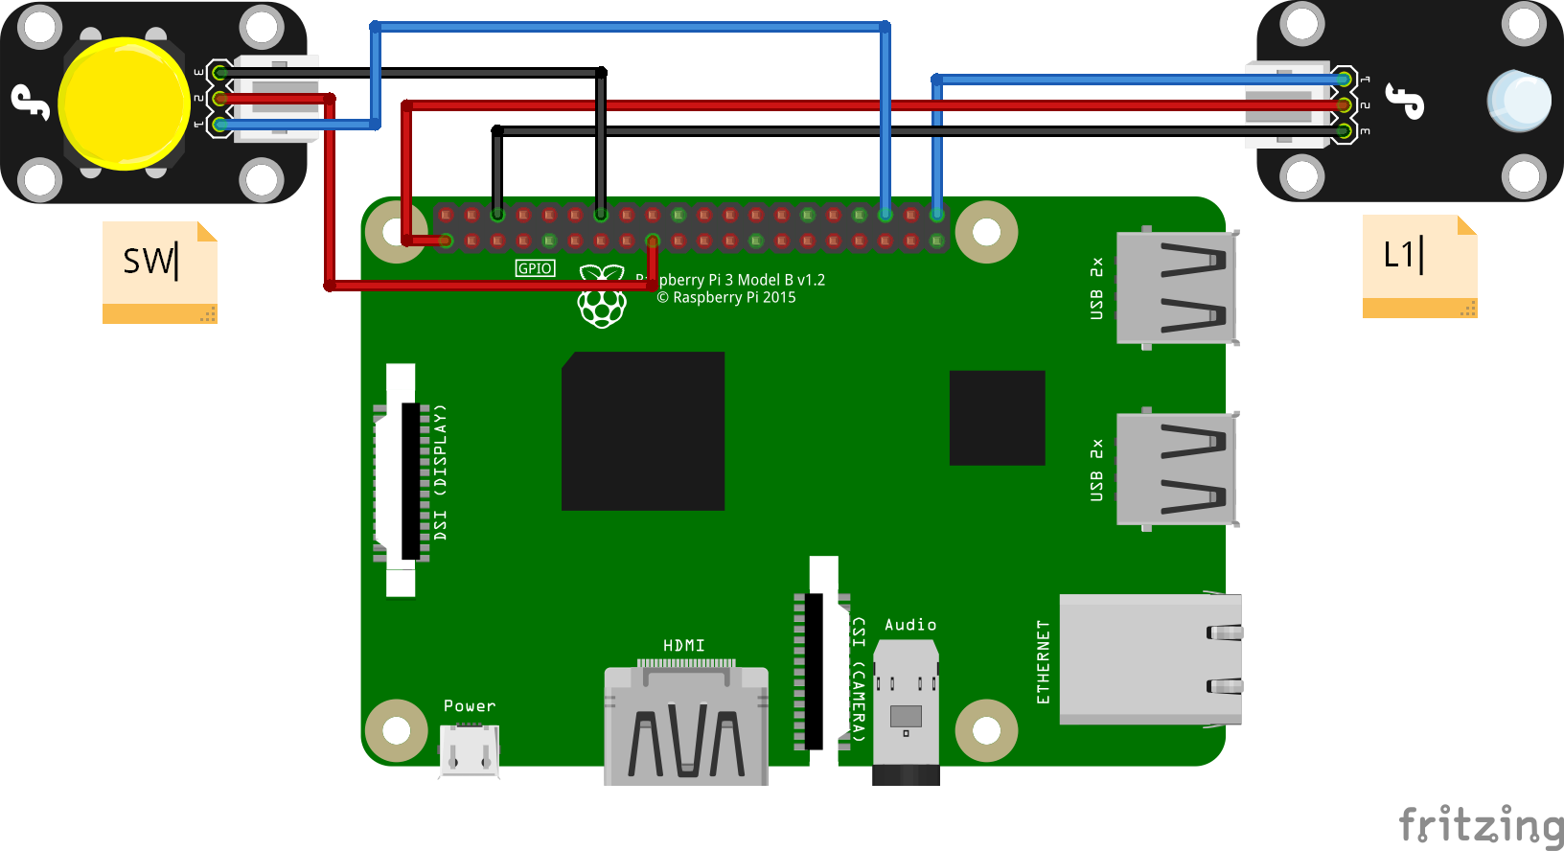 3
2
1
1
2
3
SW
L1
GPIO
Raspberry Pi 3 Model B v1.2
© Raspberry Pi 2015
USB 2x
DSI (DISPLAY)
USB 2x
HDMI
Audio
CSI (CAMERA)
ETHERNET
Power
fritzing